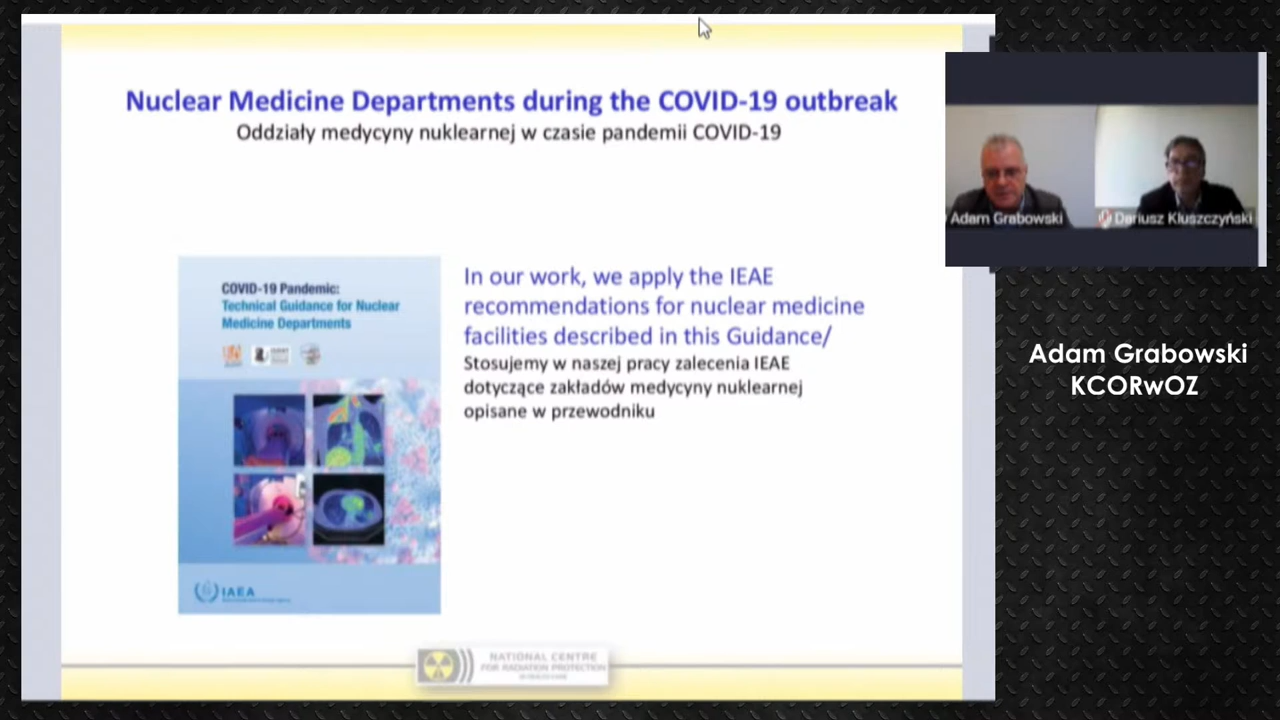 Nuclear Medicine Departments during the COVID-19 outbreak
Oddziały medycyny nuklearnej w czasie pandemii COVID-19
COVID-19 Pandemic:
Technical Guidance for Nuclear
Medicine Departments
In our work, we apply the IEAE
recommendations for nuclear medicine
facilities described in this Guidance/
Stosujemy w naszej pracy zalecenia IEAE
dotyczące zakładów medycyny nuklearnej
opisane w przewodniku
IAEA
NATIONAL CENTRE
FOR RADIATION PROTECTION
Adam Grabowski
Dariusz Kluszczyński
Adam Grabowski
KCORwOZ